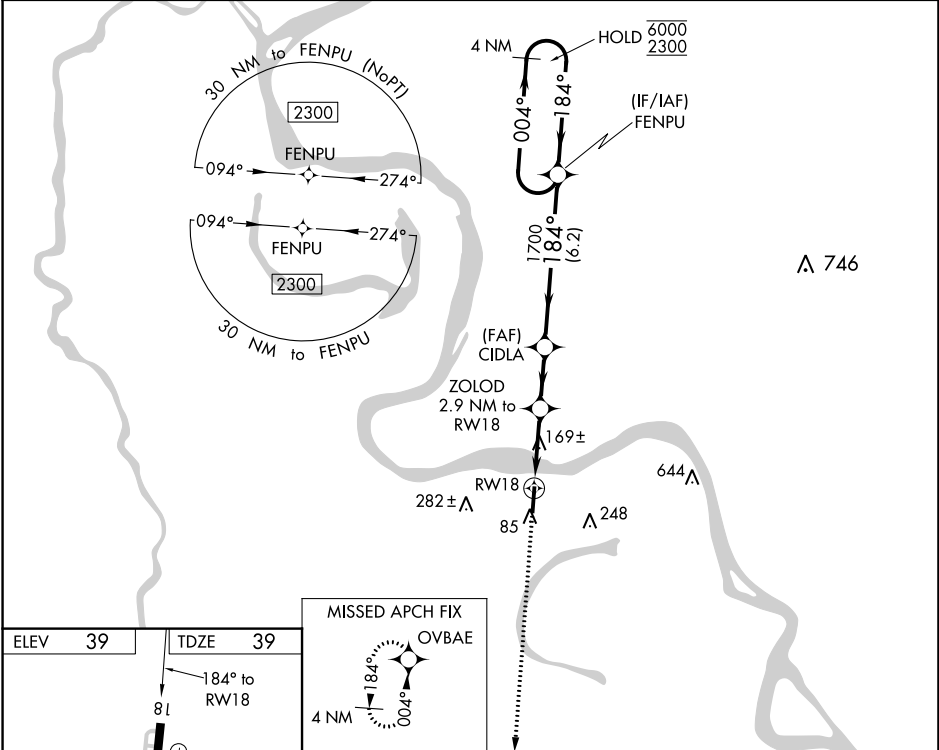 30 NM to FENPU (NoPT)
2300
FENPU
094°
274°
094°
274°
FENPU
2300
30 NM to FENPU
4 NM
HOLD 6000
2300
004°
184°
(IF/IAF)
FENPU
1700
184°
(6.2)
746
(FAF)
CIDLA
ZOLOD
2.9 NM to
RW18
169±
RW18
644
282±
85
248
MISSED APCH FIX
OVBAE
184°
004°
4 NM
ELEV 39
TDZE 39
184° to
RW18
18